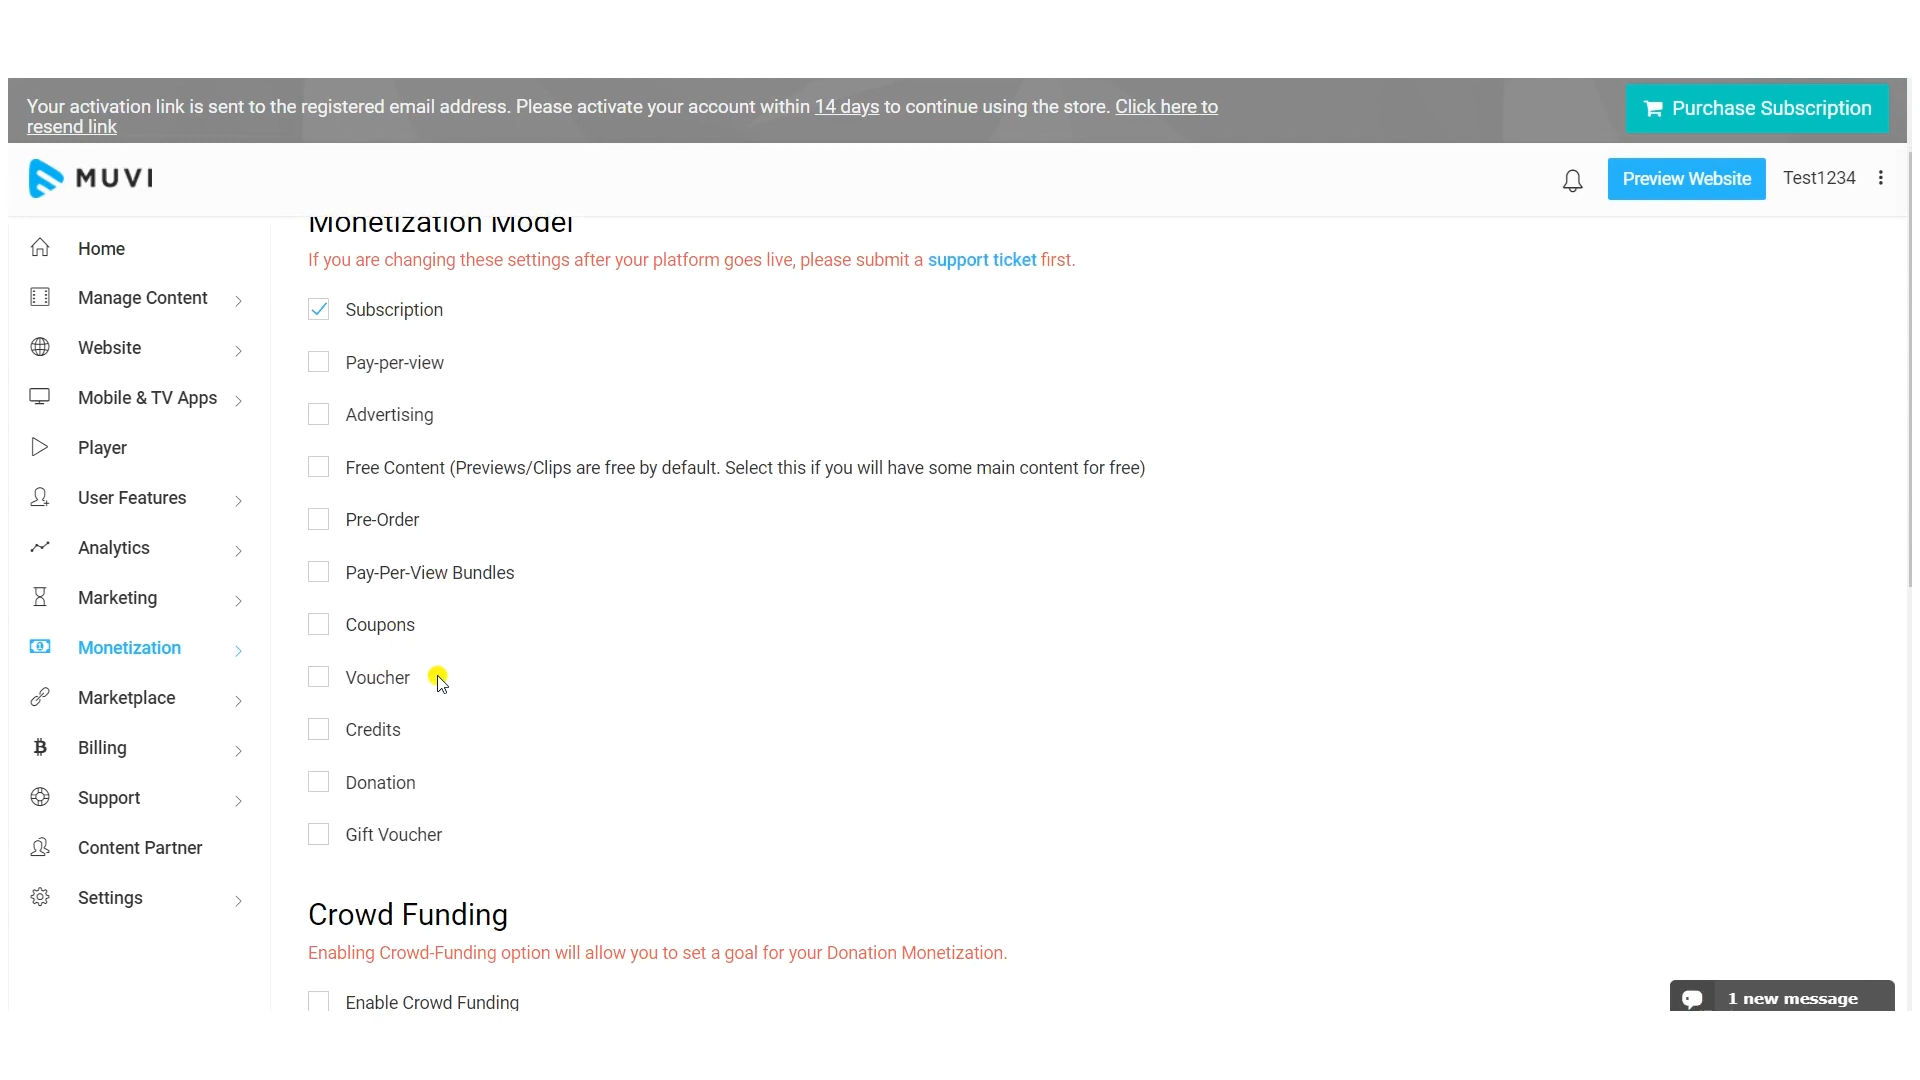 Your activation link is sent to the registered email address. Please activate your account within 14 days to continue using the store. Click here to
resend link
Purchase Subscription
MUVI
Preview Website
Test1234
Home
Manage Content
Website
Mobile & TV Apps
Player
User Features
Analytics
Marketing
Monetization
Marketplace
Billing
Support
Content Partner
Settings
Monetization Model
If you are changing these settings after your platform goes live, please submit a support ticket first.
Subscription
Pay-per-view
Advertising
Free Content (Previews/Clips are free by default. Select this if you will have some main content for free)
Pre-Order
Pay-Per-View Bundles
Coupons
Voucher
Credits
Donation
Gift Voucher
Crowd Funding
Enabling Crowd-Funding option will allow you to set a goal for your Donation Monetization.
Enable Crowd Funding
1 new message